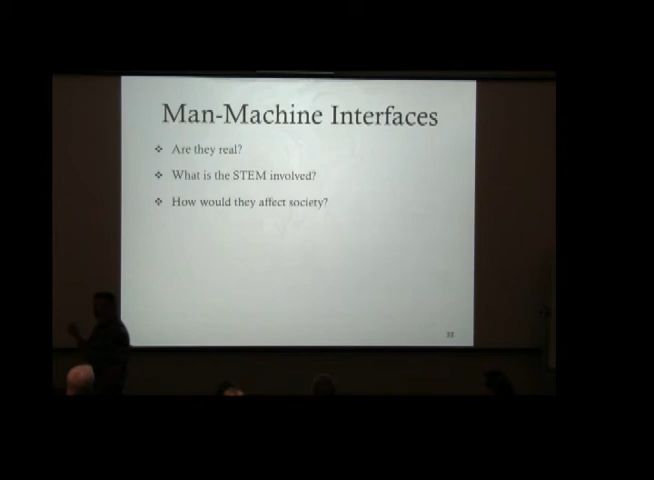 Man-Machine Interfaces
❖ Are they real?
❖ What is the STEM involved?
❖ How would they affect society?